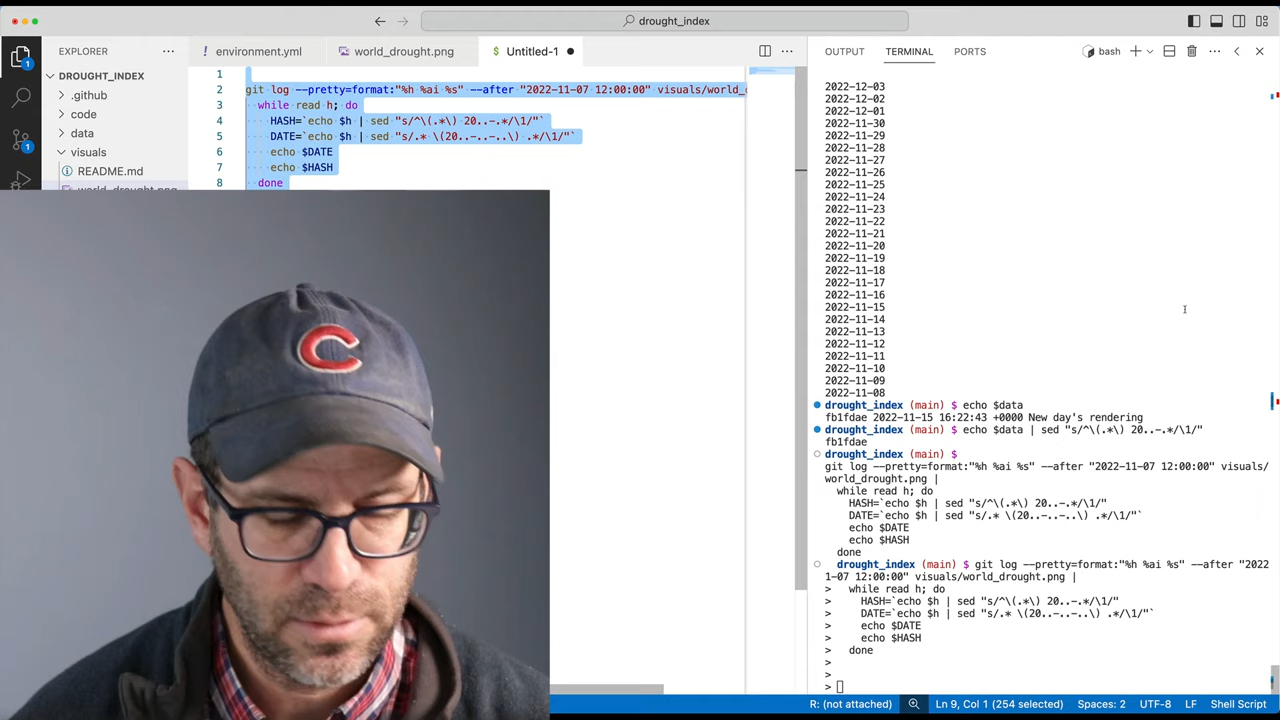 drought_index
EXPLORER
environment.yml
world_drought.png
Untitled-1
OUTPUT
TERMINAL
PORTS
bash
DROUGHT_INDEX
.github
code
data
visuals
README.md
world_drought.png
1
1
1
2 git log --pretty=format:"%h %ai %s" --after "2022-11-07 12:00:00" visuals/world_
3 while read h; do
4 HASH=`echo $h | sed "s/^\(.*\) 20..-.*/\1/"`
5 DATE=`echo $h | sed "s/.* \(20..-..-..\) .*/\1/"`
6 echo $DATE
7 echo $HASH
8 done
2022-12-03
2022-12-02
2022-12-01
2022-11-30
2022-11-29
2022-11-28
2022-11-27
2022-11-26
2022-11-25
2022-11-24
2022-11-23
2022-11-22
2022-11-21
2022-11-20
2022-11-19
2022-11-18
2022-11-17
2022-11-16
2022-11-15
2022-11-14
2022-11-13
2022-11-12
2022-11-11
2022-11-10
2022-11-09
2022-11-08
drought_index (main) $ echo $data
fb1fdae 2022-11-15 16:22:43 +0000 New day's rendering
drought_index (main) $ echo $data | sed "s/^\(.*\) 20..-.*/\1/"
fb1fdae
drought_index (main) $
git log --pretty=format:"%h %ai %s" --after "2022-11-07 12:00:00" visuals/
world_drought.png |
while read h; do
HASH=`echo $h | sed "s/^\(.*\) 20..-.*/\1/"
DATE=`echo $h | sed "s/.* \(20..-..-..\) .*/\1/"`
echo $DATE
echo $HASH
done
drought_index (main) $ git log --pretty=format:"%h %ai %s" --after "2022
1-07 12:00:00" visuals/world_drought.png |
> while read h; do
> HASH=`echo $h | sed "s/^\(.*\) 20..-.*/\1/"
> DATE=`echo $h | sed "s/.* \(20..-..-..\) .*/\1/"`
> echo $DATE
> echo $HASH
> done
>
>
>
R: (not attached)
Ln 9, Col 1 (254 selected)
Spaces: 2
UTF-8
LF
Shell Script
C